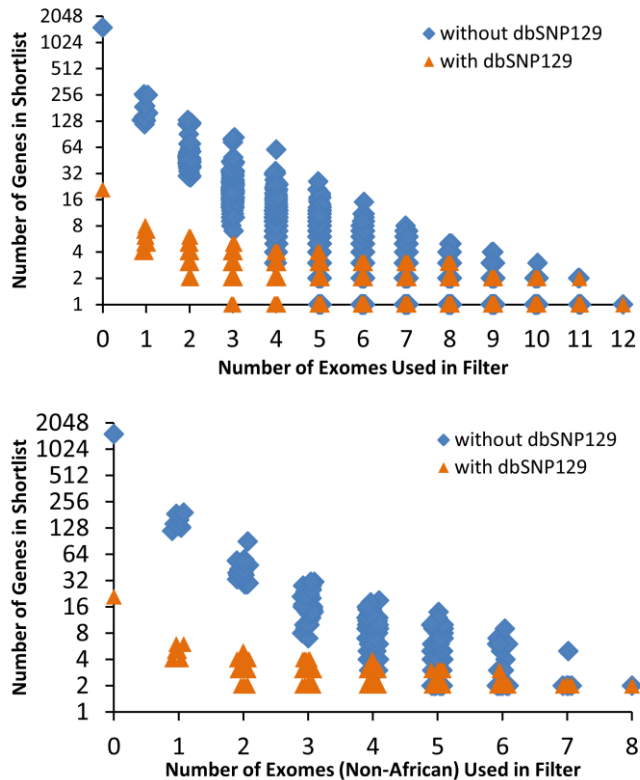 2048
1024
512
256
128
64
32
16
8
4
2
1
Number of Genes in Shortlist
without dbSNP129
with dbSNP129
0 1 2 3 4 5 6 7 8 9 10 11 12
Number of Exomes Used in Filter
2048
1024
512
256
128
64
32
16
8
4
2
1
Number of Genes in Shortlist
without dbSNP129
with dbSNP129
0 1 2 3 4 5 6 7 8
Number of Exomes (Non-African) Used in Filter